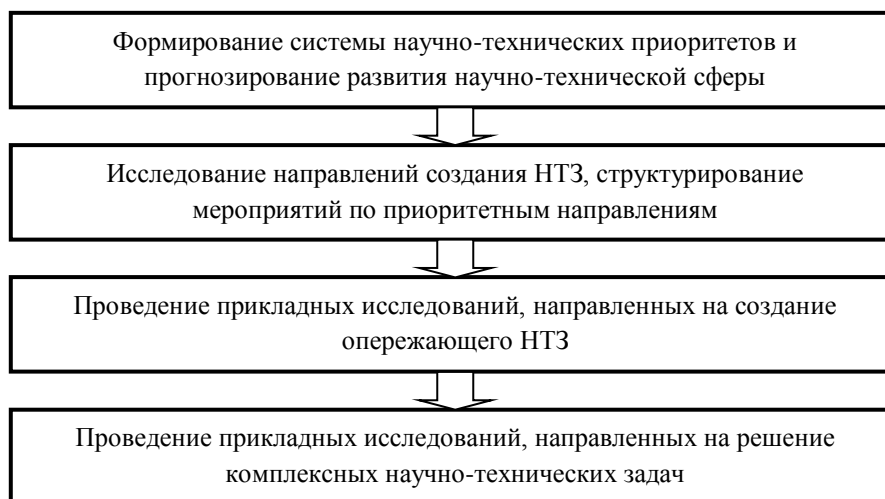 Формирование системы научно-технических приоритетов и
прогнозирование развития научно-технической сферы
Исследование направлений создания НТЗ, структурирование
мероприятий по приоритетным направлениям
Проведение прикладных исследований, направленных на создание
опережающего НТЗ
Проведение прикладных исследований, направленных на решение
комплексных научно-технических задач